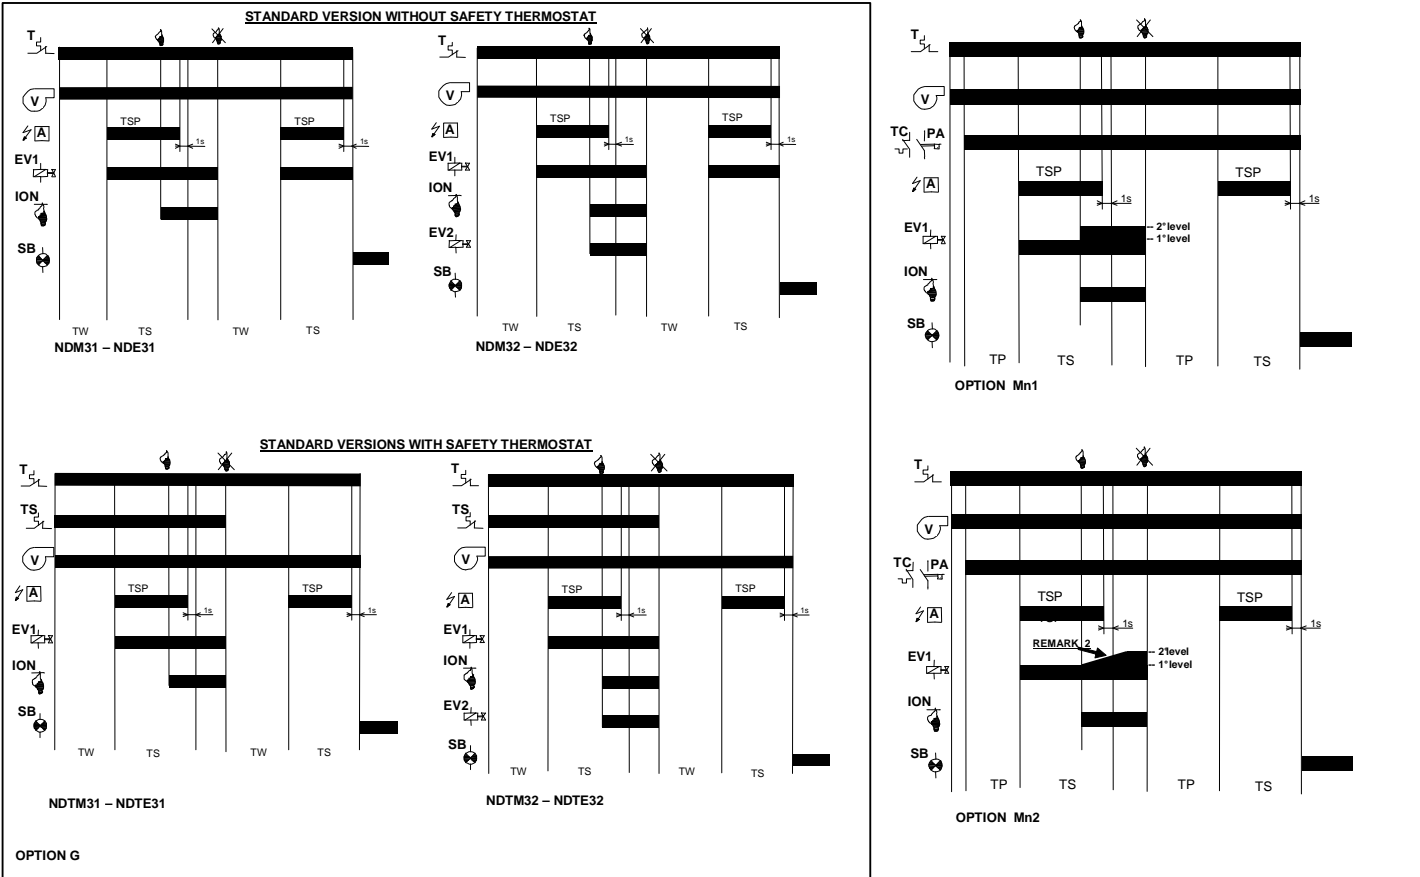 STANDARD VERSION WITHOUT SAFETY THERMOSTAT
T
V
A
TSP
TSP
1s
1s
EV1
ION
SB
TW
TS
TW
TS
NDM31 – NDE31
T
V
A
TSP
TSP
1s
1s
EV1
ION
EV2
SB
TW
TS
TW
TS
NDM32 – NDE32
STANDARD VERSIONS WITH SAFETY THERMOSTAT
T
TS
V
A
TSP
TSP
1s
1s
EV1
ION
SB
TW
TS
TW
TS
NDTM31 – NDTE31
T
TS
V
A
TSP
TSP
1s
1s
EV1
ION
EV2
SB
TW
TS
TW
TS
NDTM32 – NDTE32
OPTION G
T
V
TC PA
A
TSP
TSP
1s
1s
EV1
-- 2°level
-- 1°level
ION
SB
TP
TS
TP
TS
OPTION Mn1
T
V
TC PA
A
TSP
TSP
1s
1s
REMARK 2
EV1
-- 2°level
-- 1°level
ION
SB
TP
TS
TP
TS
OPTION Mn2